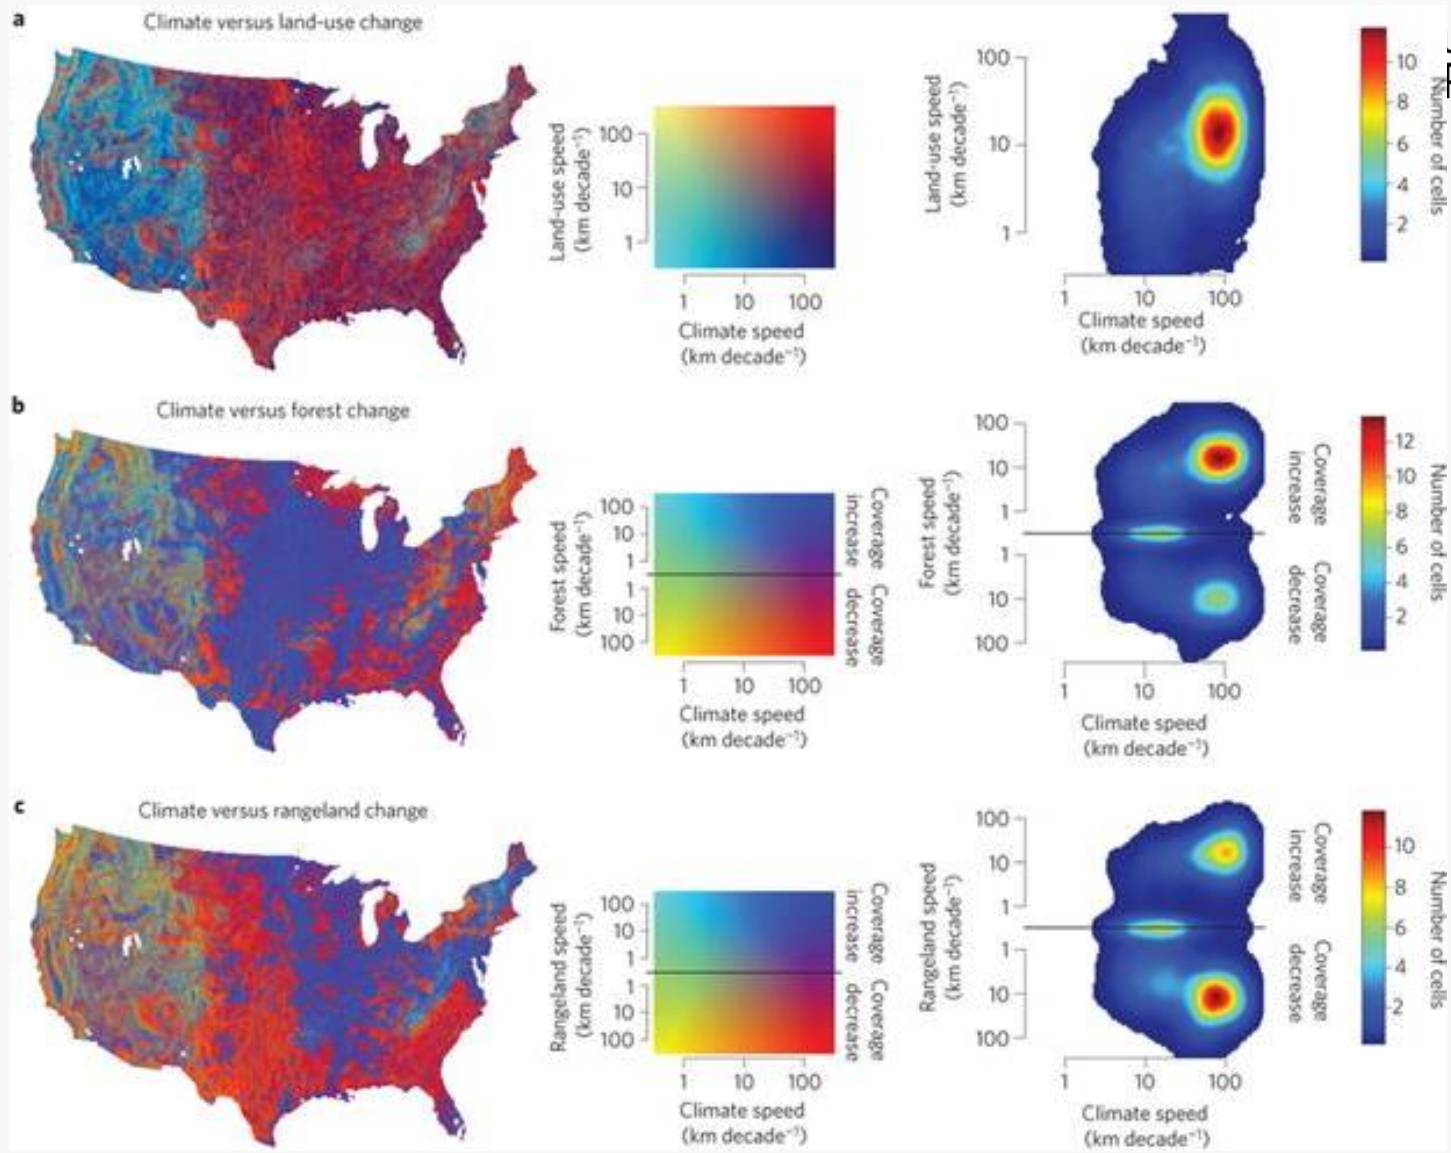 a
Climate versus land-use change
Land-use speed
(km decade⁻¹)
100
10
1
1 10 100
Climate speed
(km decade⁻¹)
Land-use speed
(km decade⁻¹)
100
10
1
1 10 100
Climate speed
(km decade⁻¹)
10
8
6
4
2
Number of cells
b
Climate versus forest change
Forest speed
(km decade⁻¹)
100
10
1
1
10
100
Coverage
increase
Coverage
decrease
1 10 100
Climate speed
(km decade⁻¹)
Forest speed
(km decade⁻¹)
100
10
1
1
10
100
Coverage
increase
Coverage
decrease
1 10 100
Climate speed
(km decade⁻¹)
12
10
8
6
4
2
Number of cells
c
Climate versus rangeland change
Rangeland speed
(km decade⁻¹)
100
10
1
1
10
100
Coverage
increase
Coverage
decrease
1 10 100
Climate speed
(km decade⁻¹)
Rangeland speed
(km decade⁻¹)
100
10
1
1
10
100
Coverage
increase
Coverage
decrease
1 10 100
Climate speed
(km decade⁻¹)
10
8
6
4
2
Number of cells